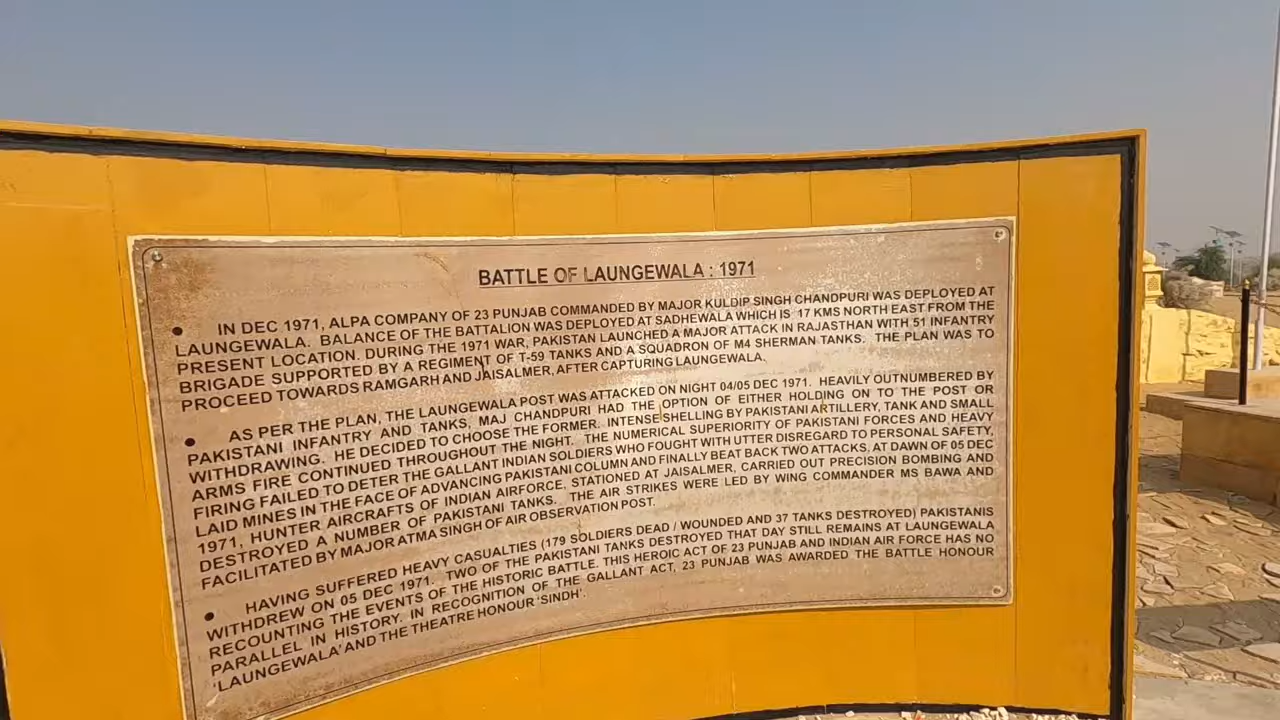 BATTLE OF LAUNGEWALA : 1971
• IN DEC 1971, ALPA COMPANY OF 23 PUNJAB COMMANDED BY MAJOR KULDIP SINGH CHANDPURI WAS DEPLOYED AT
LAUNGEWALA. BALANCE OF THE BATTALION WAS DEPLOYED AT SADHEWALA WHICH IS 17 KMS NORTH EAST FROM THE
PRESENT LOCATION. DURING THE 1971 WAR, PAKISTAN LAUNCHED A MAJOR ATTACK IN RAJASTHAN WITH 51 INFANTRY
BRIGADE SUPPORTED BY A REGIMENT OF T-59 TANKS AND A SQUADRON OF M4 SHERMAN TANKS. THE PLAN WAS TO
PROCEED TOWARDS RAMGARH AND JAISALMER, AFTER CAPTURING LAUNGEWALA.
• AS PER THE PLAN, THE LAUNGEWALA POST WAS ATTACKED ON NIGHT 04/05 DEC 1971. HEAVILY OUTNUMBERED BY
PAKISTANI INFANTRY AND TANKS, MAJ CHANDPURI HAD THE OPTION OF EITHER HOLDING ON TO THE POST OR
WITHDRAWING. HE DECIDED TO CHOOSE THE FORMER. INTENSE SHELLING BY PAKISTANI ARTILLERY, TANK AND SMALL
ARMS FIRE CONTINUED THROUGHOUT THE NIGHT. THE NUMERICAL SUPERIORITY OF PAKISTANI FORCES AND HEAVY
FIRING FAILED TO DETER THE GALLANT INDIAN SOLDIERS WHO FOUGHT WITH UTTER DISREGARD TO PERSONAL SAFETY,
LAID MINES IN THE FACE OF ADVANCING PAKISTANI COLUMN AND FINALLY BEAT BACK TWO ATTACKS, AT DAWN OF 05 DEC
1971, HUNTER AIRCRAFTS OF INDIAN AIRFORCE, STATIONED AT JAISALMER, CARRIED OUT PRECISION BOMBING AND
DESTROYED A NUMBER OF PAKISTANI TANKS. THE AIR STRIKES WERE LED BY WING COMMANDER MS BAWA AND
FACILITATED BY MAJOR ATMA SINGH OF AIR OBSERVATION POST.
• HAVING SUFFERED HEAVY CASUALTIES (179 SOLDIERS DEAD / WOUNDED AND 37 TANKS DESTROYED) PAKISTANIS
WITHDREW ON 05 DEC 1971. TWO OF THE PAKISTANI TANKS DESTROYED THAT DAY STILL REMAINS AT LAUNGEWALA
RECOUNTING THE EVENTS OF THE HISTORIC BATTLE. THIS HEROIC ACT OF 23 PUNJAB AND INDIAN AIR FORCE HAS NO
PARALLEL IN HISTORY. IN RECOGNITION OF THE GALLANT ACT, 23 PUNJAB WAS AWARDED THE BATTLE HONOUR
'LAUNGEWALA' AND THE THEATRE HONOUR 'SINDH'.